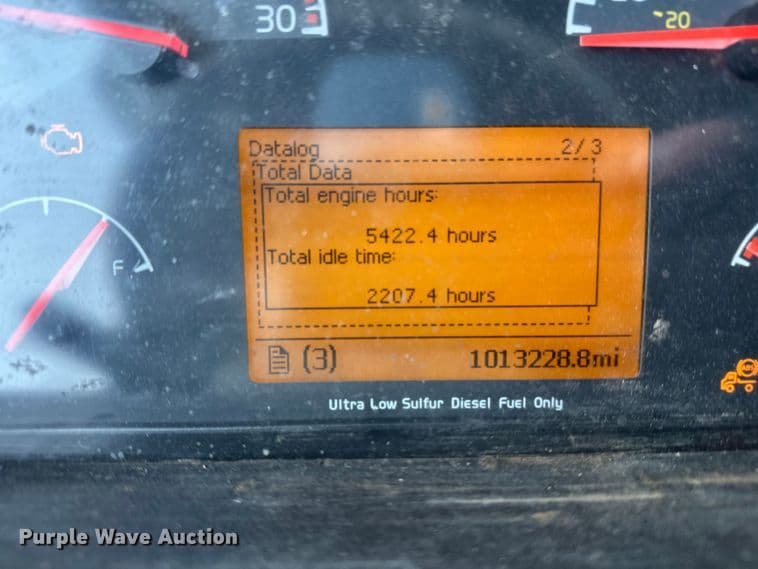 30
20
Datalog 2/3
Total Data
Total engine hours:
5422.4 hours
Total idle time:
2207.4 hours
F
(3) 1013228.8mi
ABS
Ultra Low Sulfur Diesel Fuel Only
Purple Wave Auction